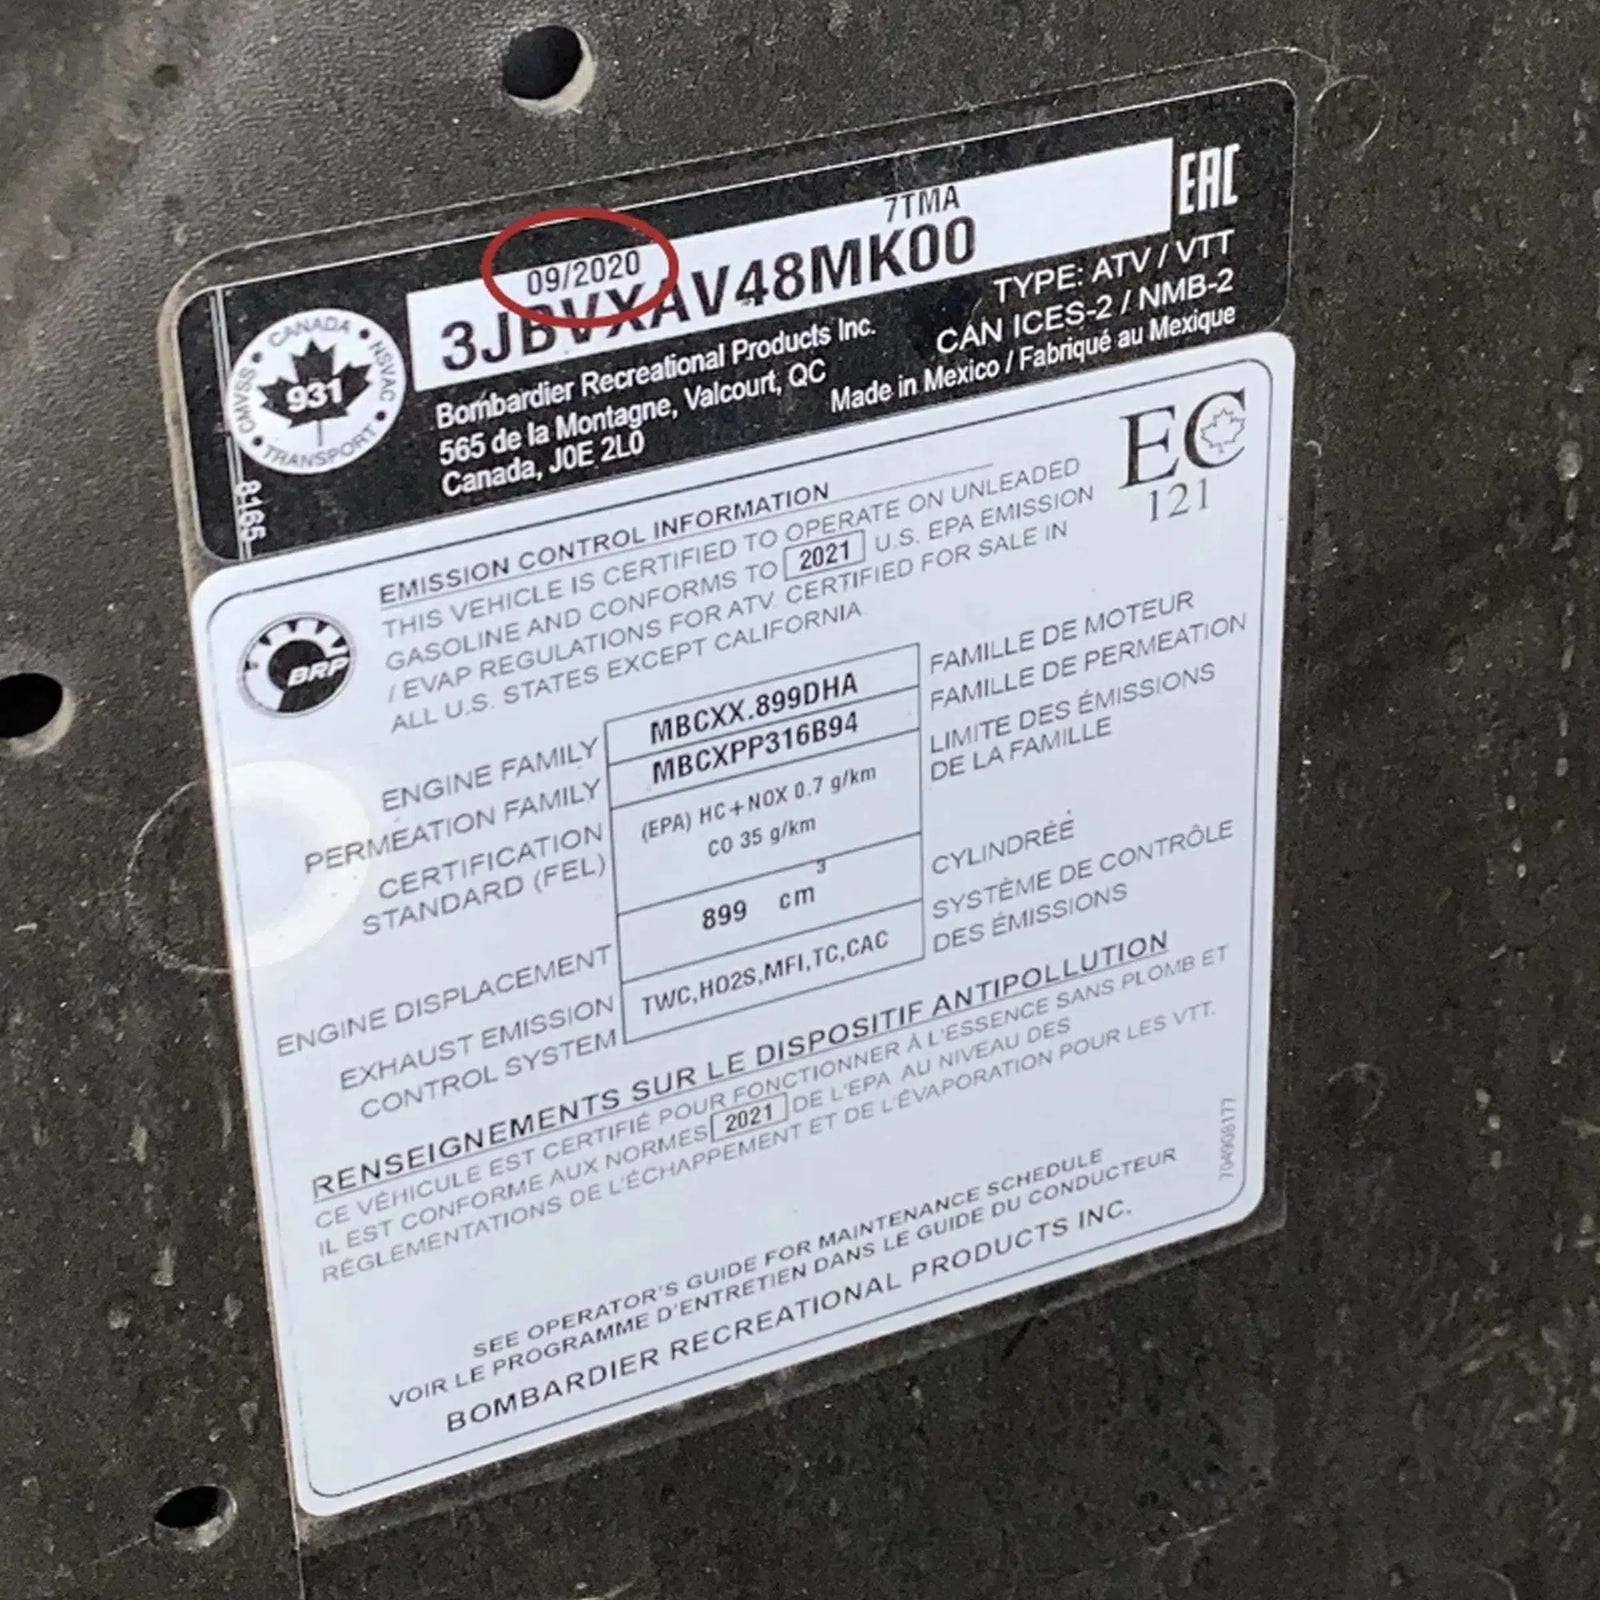 09/2020 7TMA
3JBVXAV48MK00
EAC
CANADA
CMVSS NSVAC
931
TRANSPORT
8465
Bombardier Recreational Products Inc.
565 de la Montagne, Valcourt, QC
Canada, J0E 2L0
TYPE: ATV / VTT
CAN ICES-2 / NMB-2
Made in Mexico / Fabriqué au Mexique
EC
121
BRP
EMISSION CONTROL INFORMATION
THIS VEHICLE IS CERTIFIED TO OPERATE ON UNLEADED
GASOLINE AND CONFORMS TO 2021 U.S. EPA EMISSION
/ EVAP REGULATIONS FOR ATV. CERTIFIED FOR SALE IN
ALL U.S. STATES EXCEPT CALIFORNIA
ENGINE FAMILY MBCXX.899DHA FAMILLE DE MOTEUR
PERMEATION FAMILY MBCXPP316B94 FAMILLE DE PERMEATION
CERTIFICATION (EPA) HC+NOX 0.7 g/km LIMITE DES ÉMISSIONS
STANDARD (FEL) CO 35 g/km DE LA FAMILLE
ENGINE DISPLACEMENT 899 cm3 CYLINDRÉE
EXHAUST EMISSION TWC,HO2S,MFI,TC,CAC SYSTÈME DE CONTRÔLE
CONTROL SYSTEM DES ÉMISSIONS
RENSEIGNEMENTS SUR LE DISPOSITIF ANTIPOLLUTION
CE VÉHICULE EST CERTIFIÉ POUR FONCTIONNER À L'ESSENCE SANS PLOMB ET
IL EST CONFORME AUX NORMES 2021 DE L'EPA AU NIVEAU DES
RÉGLEMENTATIONS DE L'ÉCHAPPEMENT ET DE L'ÉVAPORATION POUR LES VTT.
704908177
SEE OPERATOR'S GUIDE FOR MAINTENANCE SCHEDULE
VOIR LE PROGRAMME D'ENTRETIEN DANS LE GUIDE DU CONDUCTEUR
BOMBARDIER RECREATIONAL PRODUCTS INC.